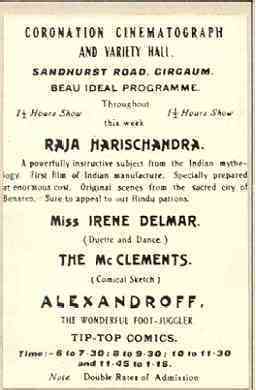 CORONATION CINEMATOGRAPH
AND VARIETY HALL.
SANDHURST ROAD, GIRGAUM.
BEAU IDEAL PROGRAMME.
Throughout
1½ Hours Show 1½ Hours Show
this week
RAJA HARISCHANDRA.
A powerfully instructive subject from the Indian mytho-
logy. First film of Indian manufacture. Specially prepared
at enormous cost. Original scenes from the sacred city of
Benares. Sure to appeal to our Hindu patrons.
Miss IRENE DELMAR.
(Duette and Dance.)
THE McCLEMENTS.
(Comical Sketch)
ALEXANDROFF,
THE WONDERFUL FOOT-JUGGLER
TIP-TOP COMICS.
Time:—6 to 7-30; 8 to 9-30; 10 to 11-30
and 11-45 to 1-15.
Note Double Rates of Admission